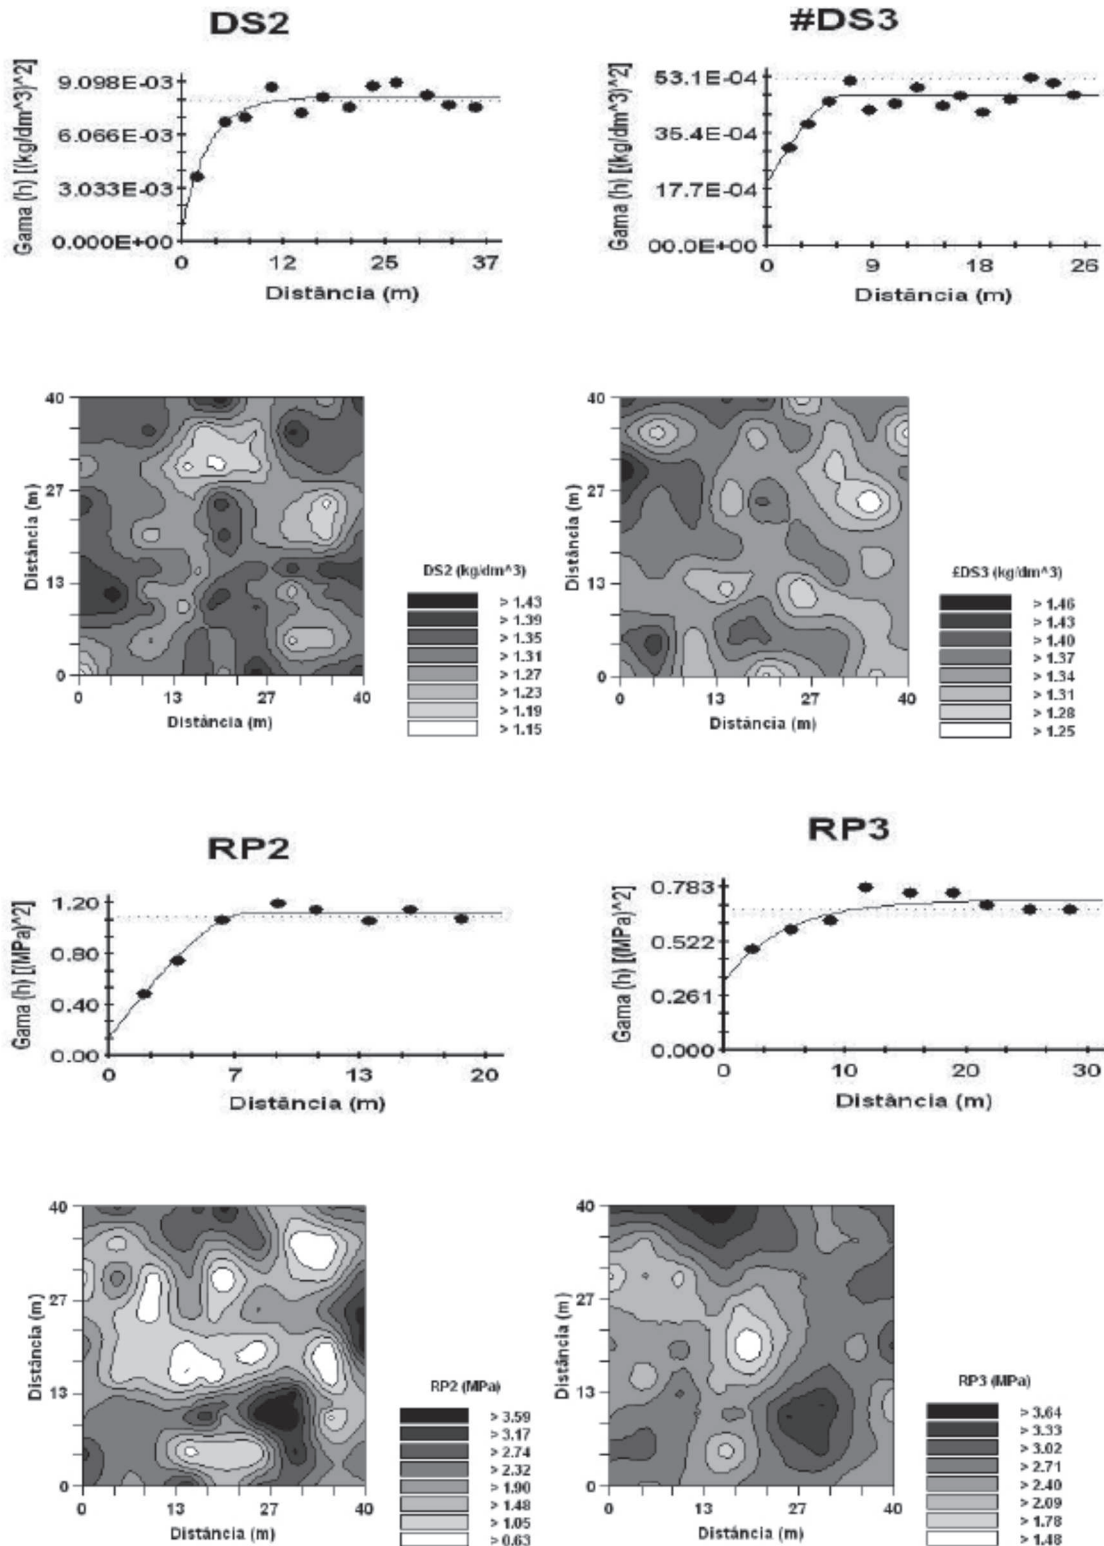 DS2
#DS3
Gama (h) [(kg/dm^3)^2]
9.098E-03
6.066E-03
3.033E-03
0.000E+00
0 12 25 37
Distância (m)
Gama (h) [(kg/dm^3)^2]
53.1E-04
35.4E-04
17.7E-04
00.0E+00
0 9 18 26
Distância (m)
Distância (m)
40
27
13
0
0 13 27 40
Distância (m)
DS2 (kg/dm^3)
> 1.43
> 1.39
> 1.35
> 1.31
> 1.27
> 1.23
> 1.19
> 1.15
Distância (m)
40
27
13
0
0 13 27 40
Distância (m)
£DS3 (kg/dm^3)
> 1.46
> 1.43
> 1.40
> 1.37
> 1.34
> 1.31
> 1.28
> 1.25
RP2
RP3
Gama (h) [(MPa)^2]
1.20
0.80
0.40
0.00
0 7 13 20
Distância (m)
Gama (h) [(MPa)^2]
0.783
0.522
0.261
0.000
0 10 20 30
Distância (m)
Distância (m)
40
27
13
0
0 13 27 40
Distância (m)
RP2 (MPa)
> 3.59
> 3.17
> 2.74
> 2.32
> 1.90
> 1.48
> 1.05
> 0.63
Distância (m)
40
27
13
0
0 13 27 40
Distância (m)
RP3 (MPa)
> 3.64
> 3.33
> 3.02
> 2.71
> 2.40
> 2.09
> 1.78
> 1.48